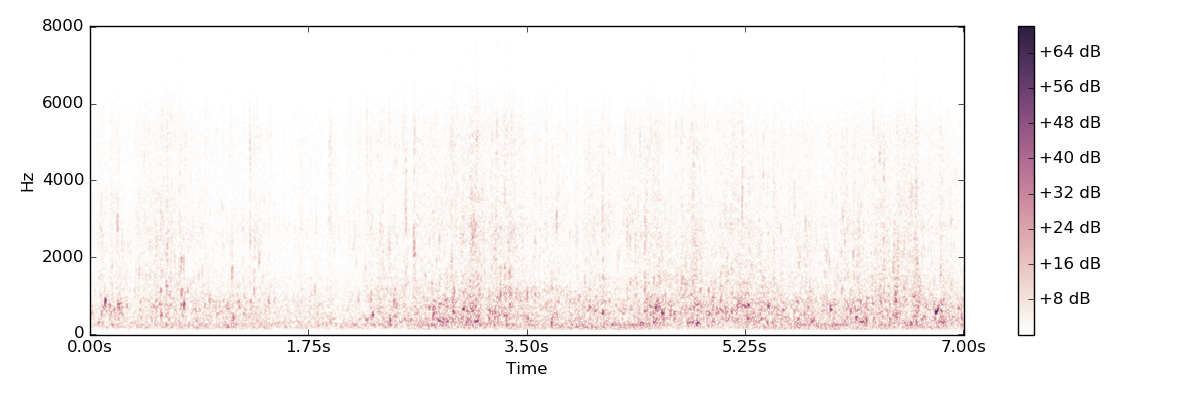 8000
6000
4000
2000
0
Hz
0.00s
1.75s
3.50s
5.25s
7.00s
Time
+64 dB
+56 dB
+48 dB
+40 dB
+32 dB
+24 dB
+16 dB
+8 dB